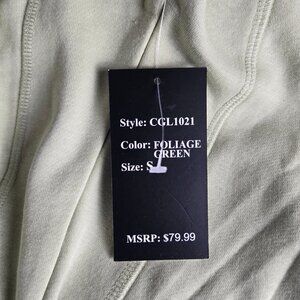 Style: CGL1021
Color: FOLIAGE
GREEN
Size: S
MSRP: $79.99